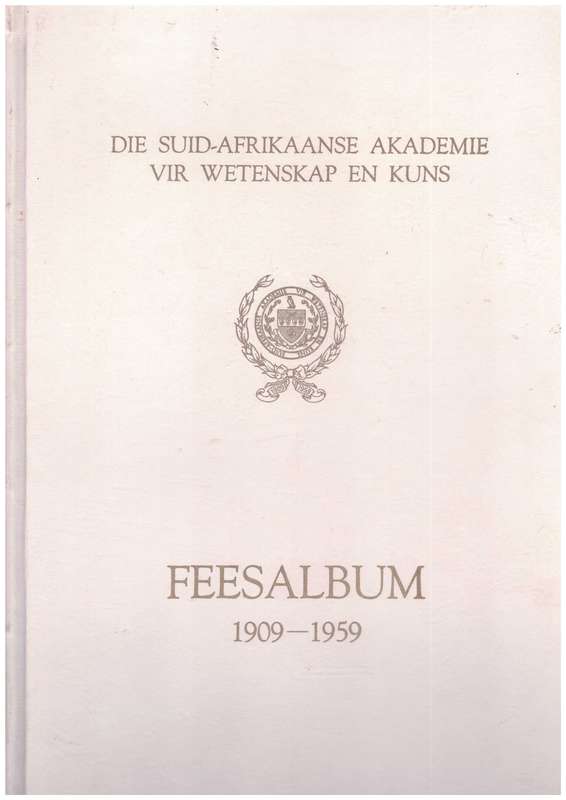 DIE SUID-AFRIKAANSE AKADEMIE
VIR WETENSKAP EN KUNS
FEESALBUM
1909—1959